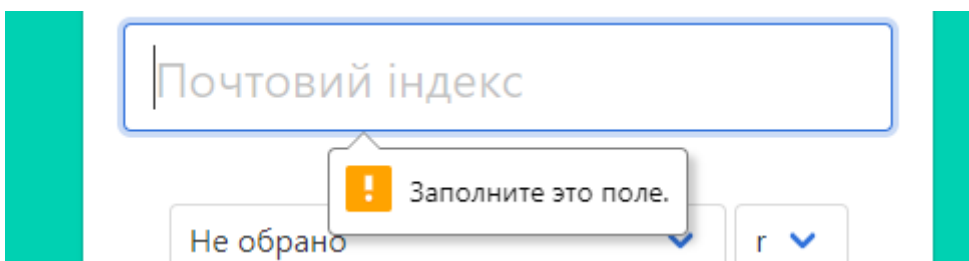 Почтовий індекс
Заполните это поле.
Не обрано
r